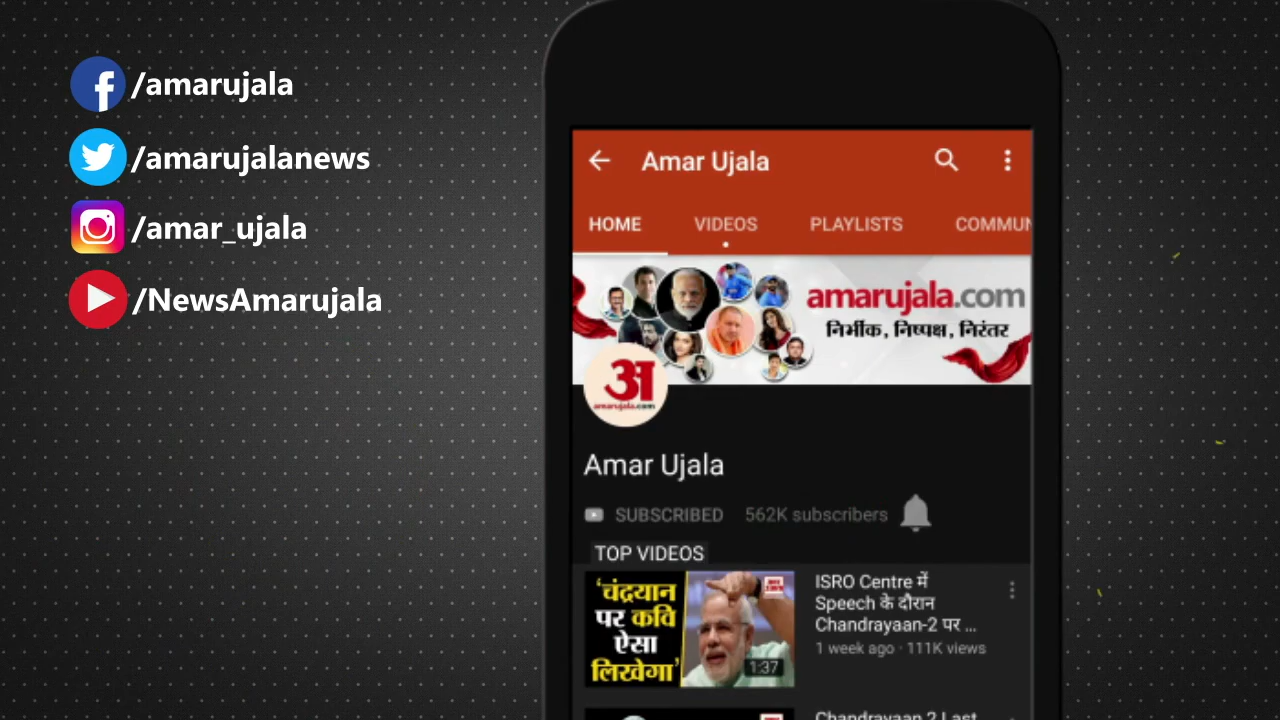 /amarujala
/amarujalanews
/amar_ujala
/NewsAmarujala
Amar Ujala
HOME VIDEOS PLAYLISTS COMMUN
amarujala.com
निर्भीक, निष्पक्ष, निरंतर
अ
amarujala.com
Amar Ujala
SUBSCRIBED 562K subscribers
TOP VIDEOS
'चंद्रयान
पर कवि
ऐसा
लिखेगा'
1:37
ISRO Centre में
Speech के दौरान
Chandrayaan-2 पर ...
1 week ago · 111K views
Chandrayaan 2 Last